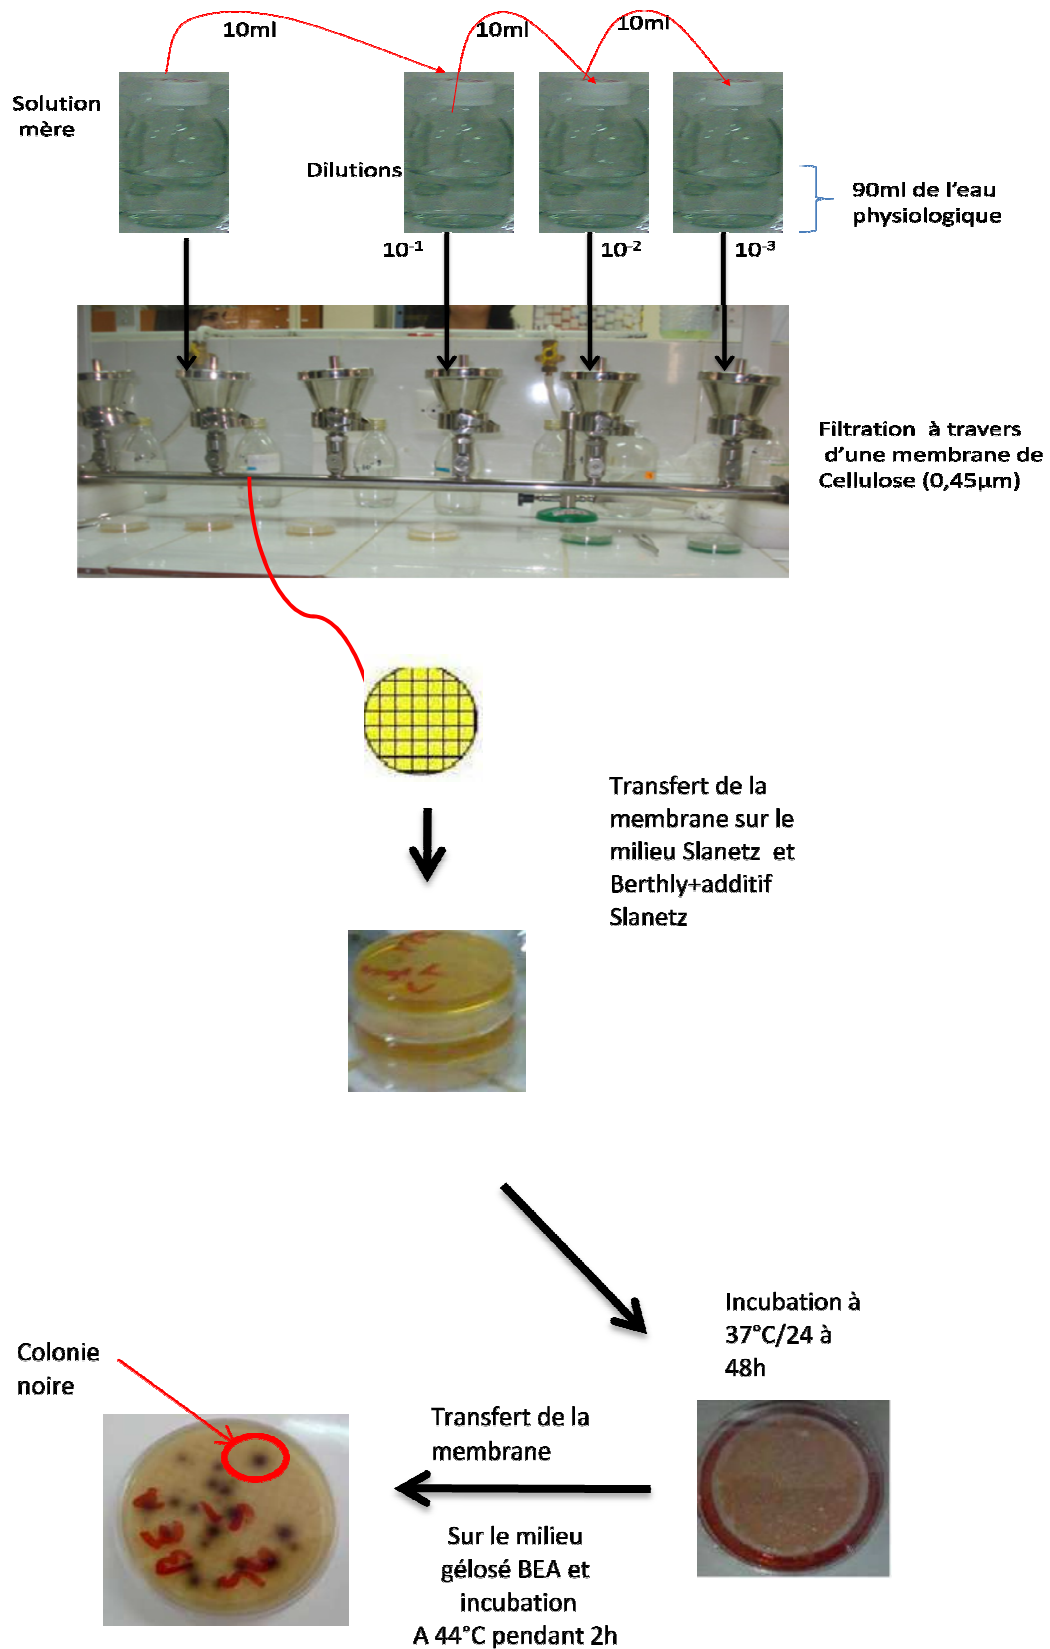 10ml
10ml
10ml
Solution
mère
Dilutions
90ml de l'eau
physiologique
10-1
10-2
10-3
Filtration à travers
d'une membrane de
Cellulose (0,45µm)
Transfert de la
membrane sur le
milieu Slanetz et
Berthly+additif
Slanetz
Incubation à
37°C/24 à
48h
Colonie
noire
Transfert de la
membrane
Sur le milieu
gélosé BEA et
incubation
A 44°C pendant 2h